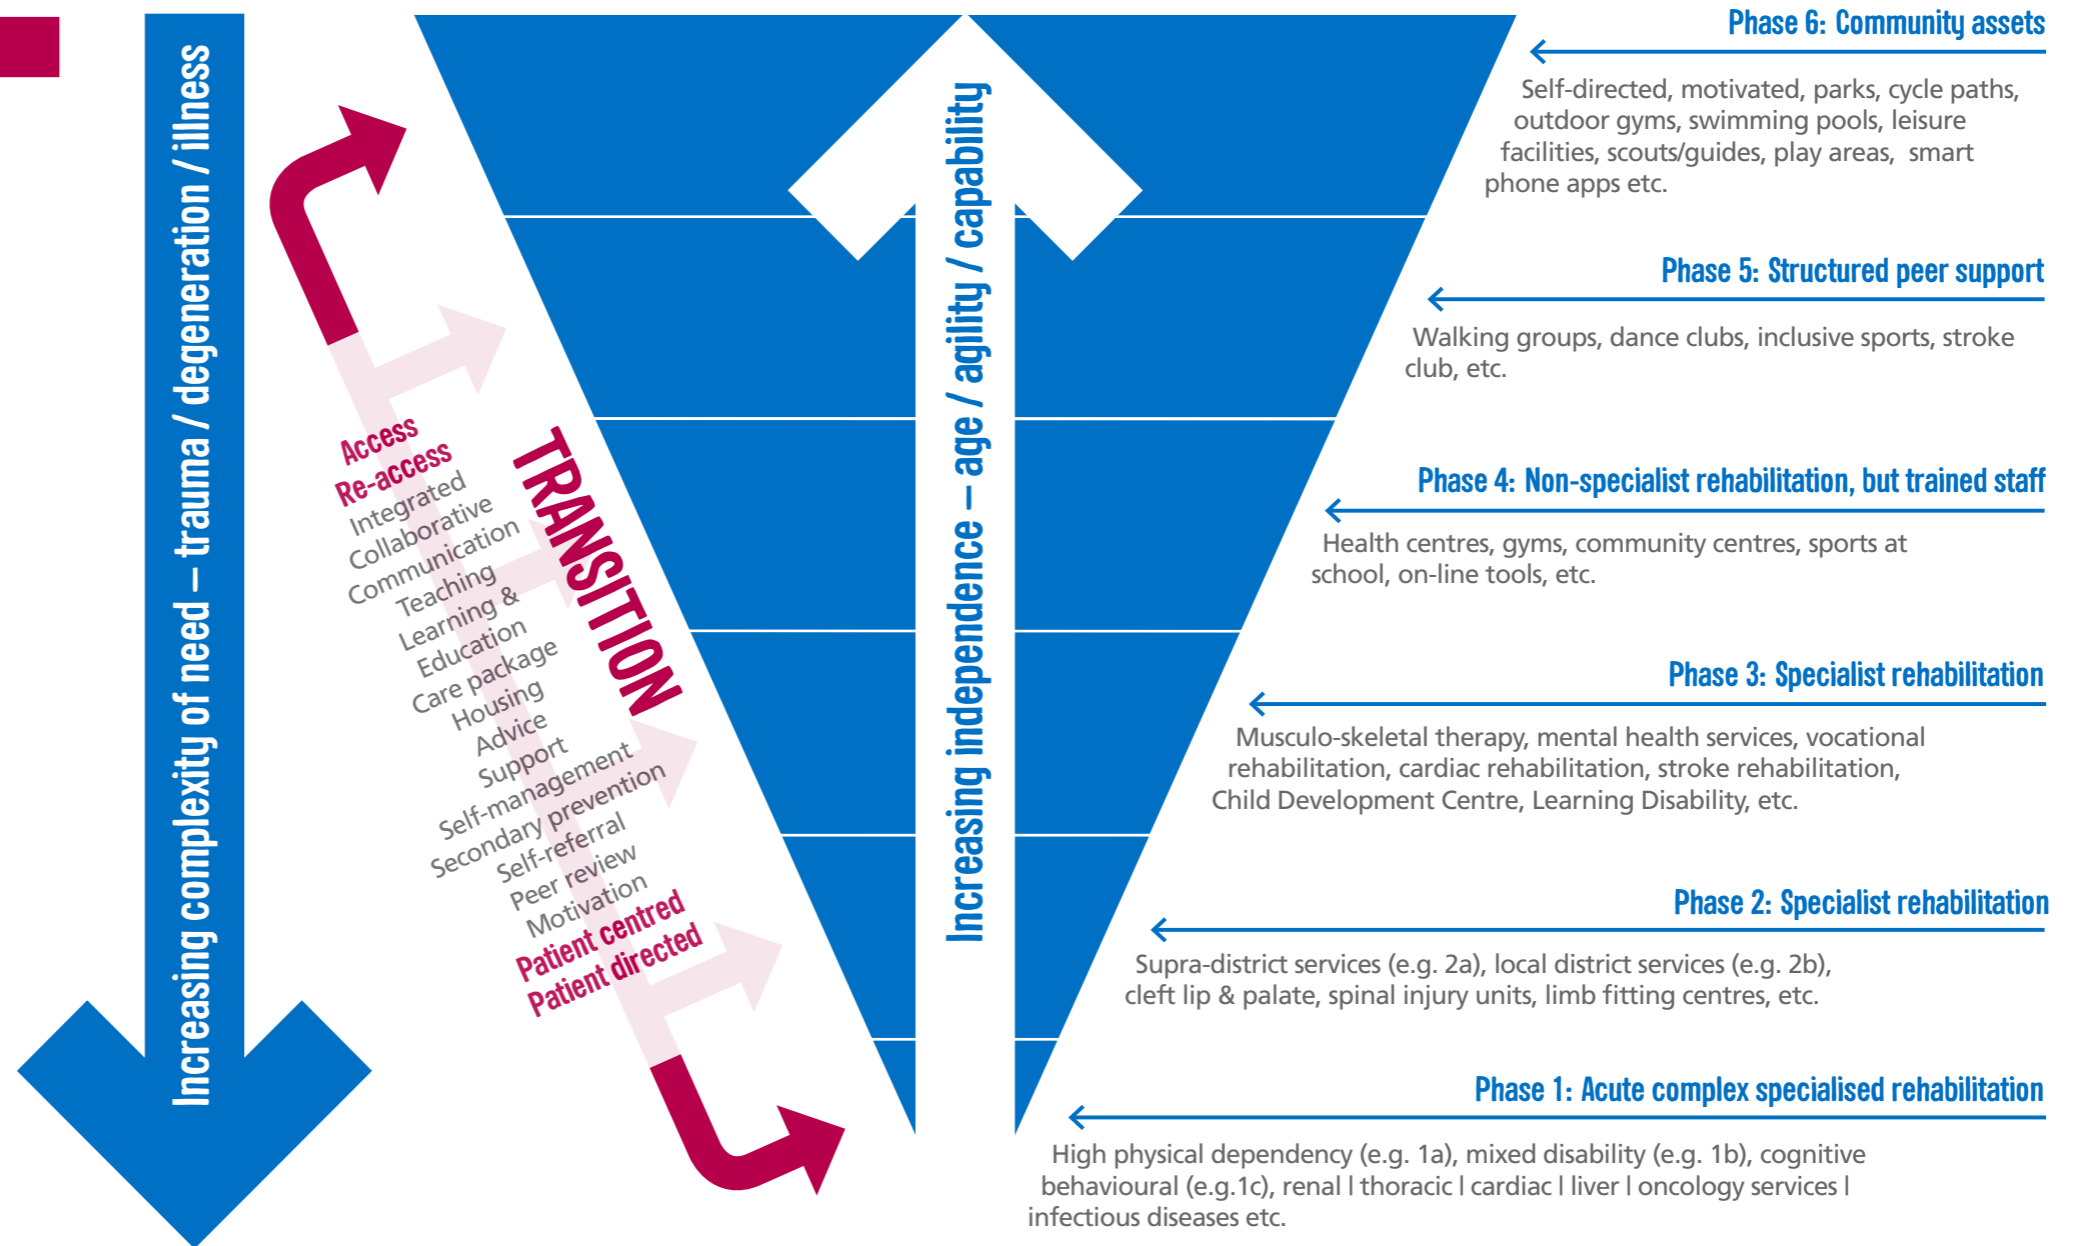 Increasing complexity of need – trauma / degeneration / illness
Access
Re-access
Integrated
Collaborative
Communication
Teaching
Learning &
Education
Care package
Housing
Advice
Support
Self-management
Secondary prevention
Self-referral
Peer review
Motivation
Patient centred
Patient directed
TRANSITION
Increasing independence – age / agility / capability
Phase 6: Community assets
Self-directed, motivated, parks, cycle paths,
outdoor gyms, swimming pools, leisure
facilities, scouts/guides, play areas, smart
phone apps etc.
Phase 5: Structured peer support
Walking groups, dance clubs, inclusive sports, stroke
club, etc.
Phase 4: Non-specialist rehabilitation, but trained staff
Health centres, gyms, community centres, sports at
school, on-line tools, etc.
Phase 3: Specialist rehabilitation
Musculo-skeletal therapy, mental health services, vocational
rehabilitation, cardiac rehabilitation, stroke rehabilitation,
Child Development Centre, Learning Disability, etc.
Phase 2: Specialist rehabilitation
Supra-district services (e.g. 2a), local district services (e.g. 2b),
cleft lip & palate, spinal injury units, limb fitting centres, etc.
Phase 1: Acute complex specialised rehabilitation
High physical dependency (e.g. 1a), mixed disability (e.g. 1b), cognitive
behavioural (e.g.1c), renal l thoracic l cardiac l liver l oncology services l
infectious diseases etc.